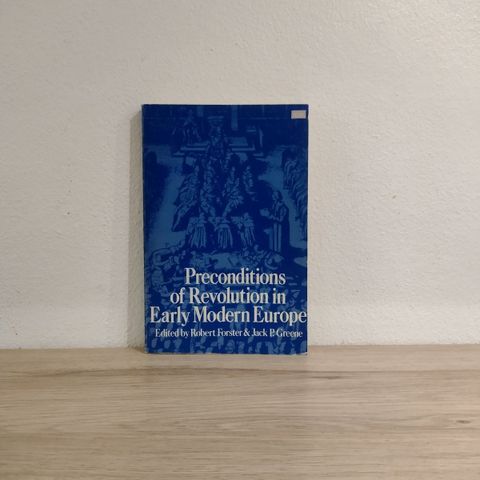 Preconditions
of Revolution in
Early Modern Europe
Edited by Robert Forster & Jack P. Greene